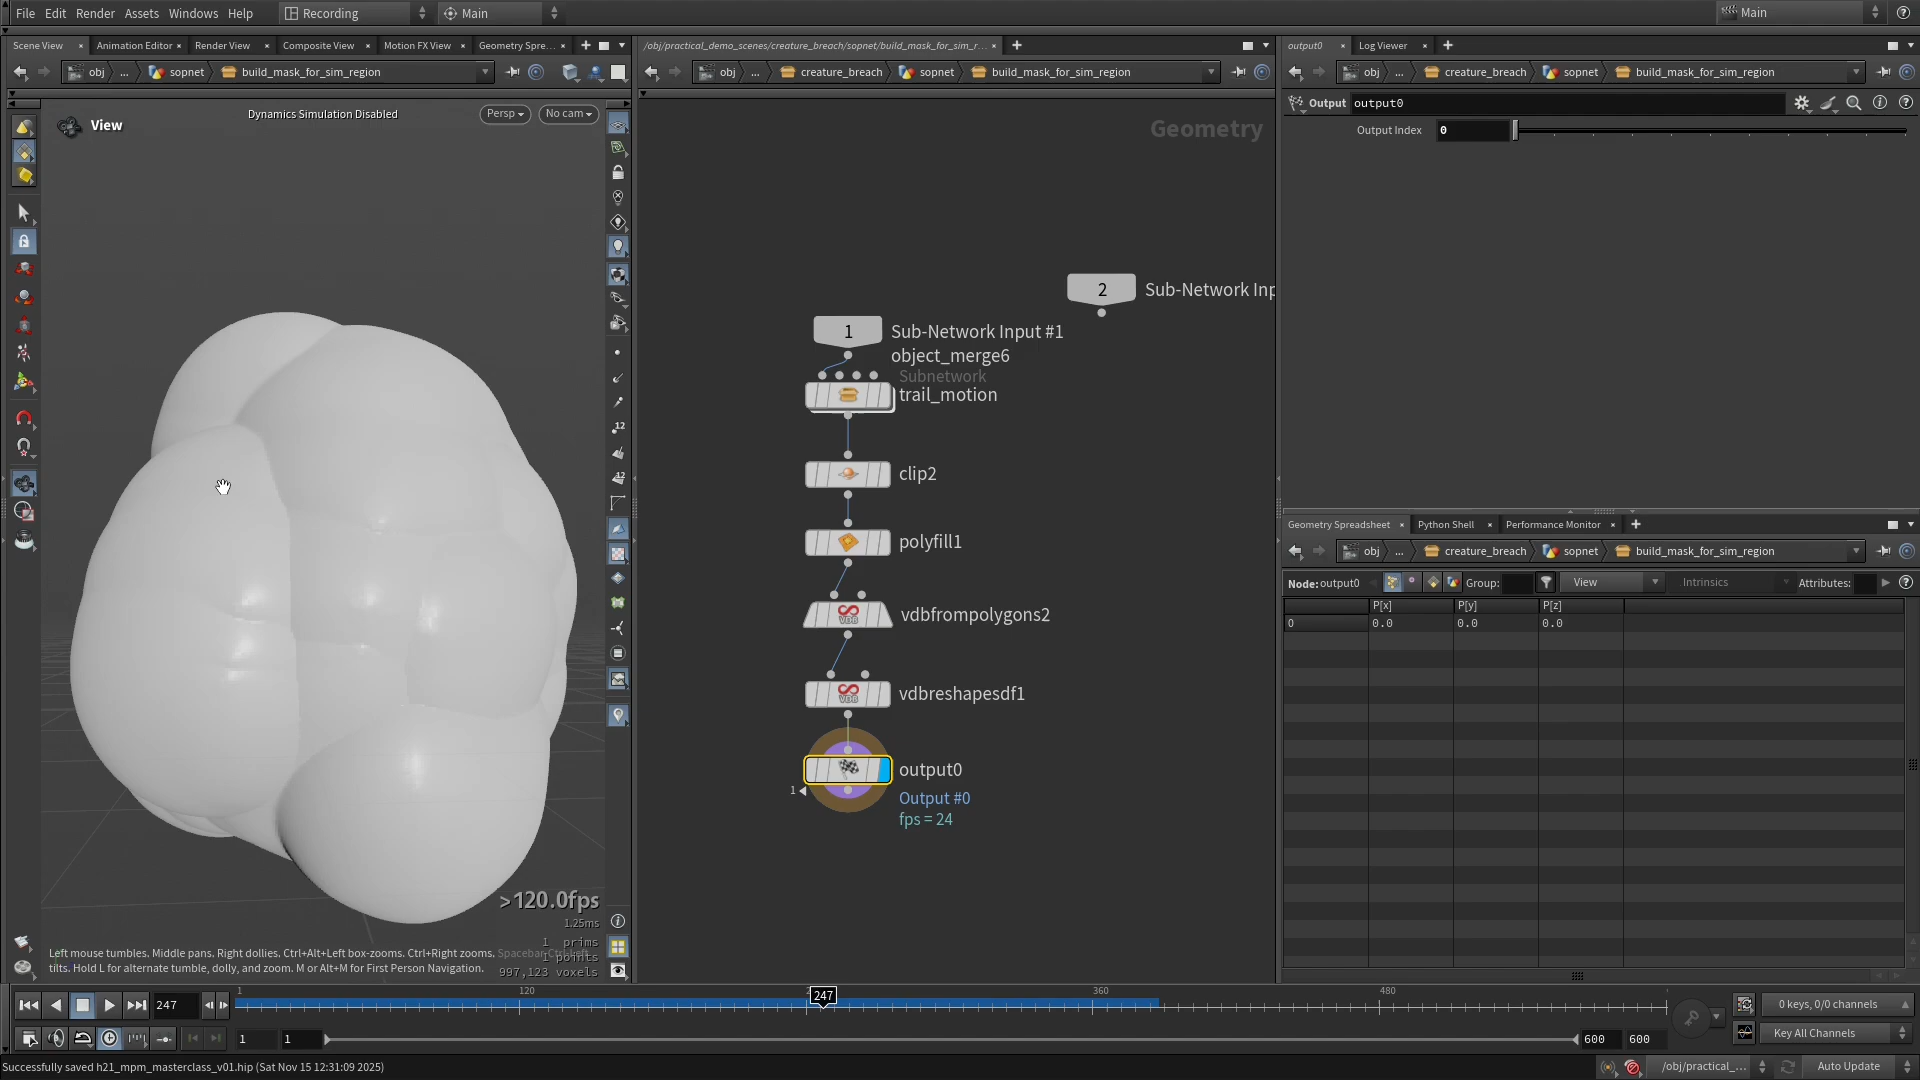 File Edit Render Assets Windows Help Recording Main Main
Scene View Animation Editor Render View Composite View Motion FX View Geometry Spre...
obj ... sopnet build_mask_for_sim_region
View
Dynamics Simulation Disabled
Persp No cam
>120.0fps
1.25ms
1 prims
1 points
997,123 voxels
Left mouse tumbles. Middle pans. Right dollies. Ctrl+Alt+Left box-zooms. Ctrl+Right zooms. Spacebar-Ctrl-Left
tilts. Hold L for alternate tumble, dolly, and zoom. M or Alt+M for First Person Navigation.
/obj/practical_demo_scenes/creature_breach/sopnet/build_mask_for_sim_r...
obj ... creature_breach sopnet build_mask_for_sim_region
Geometry
2 Sub-Network Inp
1 Sub-Network Input #1
object_merge6
Subnetwork
trail_motion
clip2
polyfill1
vdbfrompolygons2
vdbreshapesdf1
output0
1
Output #0
fps = 24
output0 Log Viewer
obj ... creature_breach sopnet build_mask_for_sim_region
Output output0
Output Index 0
Geometry Spreadsheet Python Shell Performance Monitor
obj ... creature_breach sopnet build_mask_for_sim_region
Node: output0 Group: View Intrinsics Attributes:
P[x] P[y] P[z]
0 0.0 0.0 0.0
247 1 120 247 360 480
0 keys, 0/0 channels
1 1 600 600
Key All Channels
Successfully saved h21_mpm_masterclass_v01.hip (Sat Nov 15 12:31:09 2025)
/obj/practical_... Auto Update